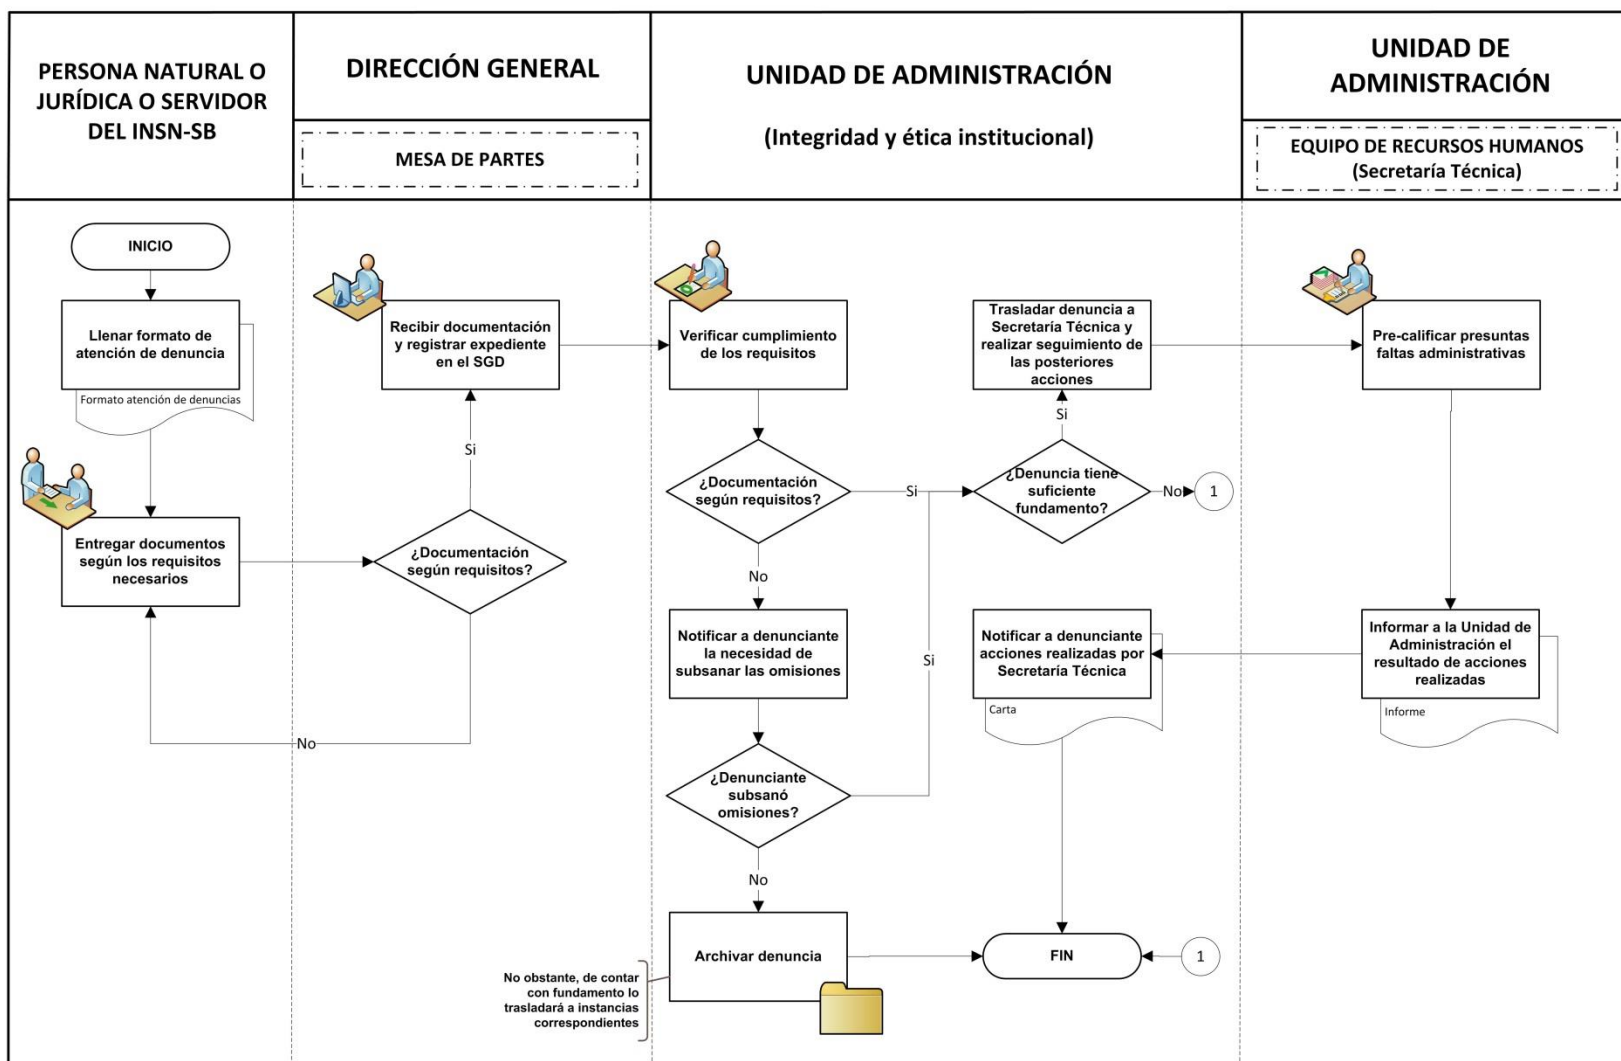 PERSONA NATURAL O
JURÍDICA O SERVIDOR
DEL INSN-SB
DIRECCIÓN GENERAL
MESA DE PARTES
UNIDAD DE ADMINISTRACIÓN
(Integridad y ética institucional)
UNIDAD DE
ADMINISTRACIÓN
EQUIPO DE RECURSOS HUMANOS
(Secretaría Técnica)
INICIO
Llenar formato de
atención de denuncia
Formato atención de denuncias
Entregar documentos
según los requisitos
necesarios
Recibir documentación
y registrar expediente
en el SGD
Si
¿Documentación
según requisitos?
No
Verificar cumplimiento
de los requisitos
¿Documentación
según requisitos?
Si
No
Notificar a denunciante
la necesidad de
subsanar las omisiones
Si
¿Denunciante
subsanó
omisiones?
No
Archivar denuncia
No obstante, de contar
con fundamento lo
trasladará a instancias
correspondientes
Trasladar denuncia a
Secretaría Técnica y
realizar seguimiento de
las posteriores
acciones
Si
¿Denuncia tiene
suficiente
fundamento?
No
1
Notificar a denunciante
acciones realizadas por
Secretaría Técnica
Carta
FIN
1
Pre-calificar presuntas
faltas administrativas
Informar a la Unidad de
Administración el
resultado de acciones
realizadas
Informe